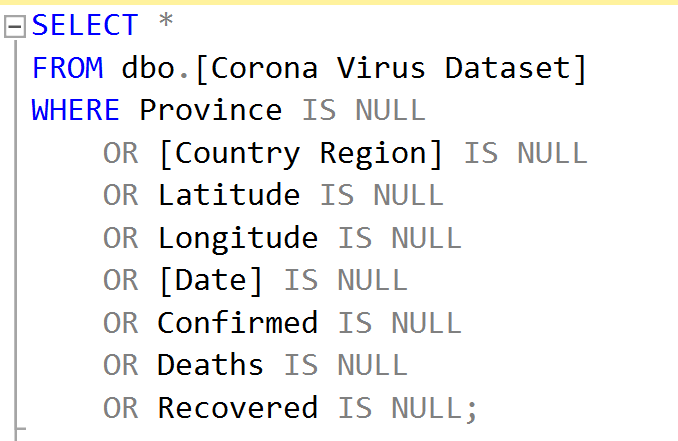 SELECT *
FROM dbo.[Corona Virus Dataset]
WHERE Province IS NULL
OR [Country Region] IS NULL
OR Latitude IS NULL
OR Longitude IS NULL
OR [Date] IS NULL
OR Confirmed IS NULL
OR Deaths IS NULL
OR Recovered IS NULL;